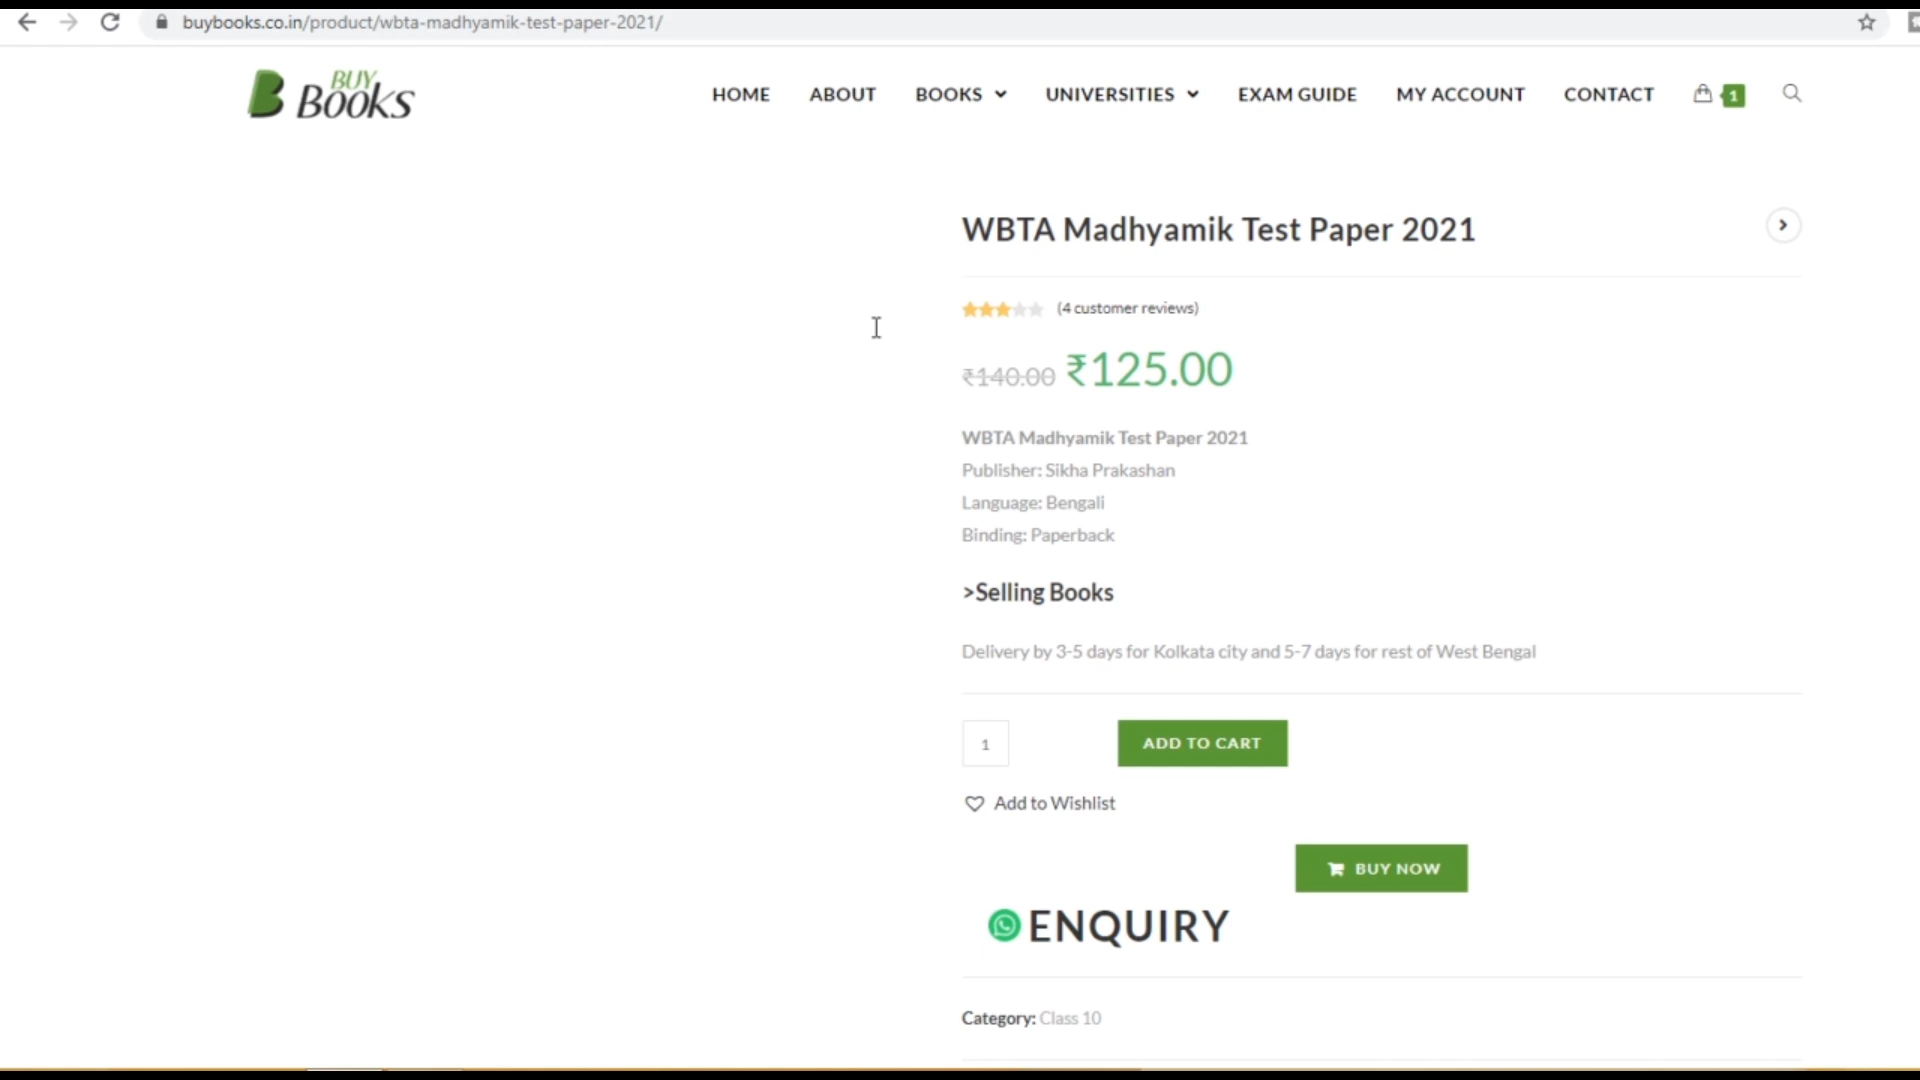 buybooks.co.in/product/wbta-madhyamik-test-paper-2021/
BUY
BOOKS
HOME ABOUT BOOKS UNIVERSITIES EXAM GUIDE MY ACCOUNT CONTACT 1
WBTA Madhyamik Test Paper 2021
(4 customer reviews)
₹140.00 ₹125.00
WBTA Madhyamik Test Paper 2021
Publisher: Sikha Prakashan
Language: Bengali
Binding: Paperback
>Selling Books
Delivery by 3-5 days for Kolkata city and 5-7 days for rest of West Bengal
1 ADD TO CART
Add to Wishlist
BUY NOW
ENQUIRY
Category: Class 10